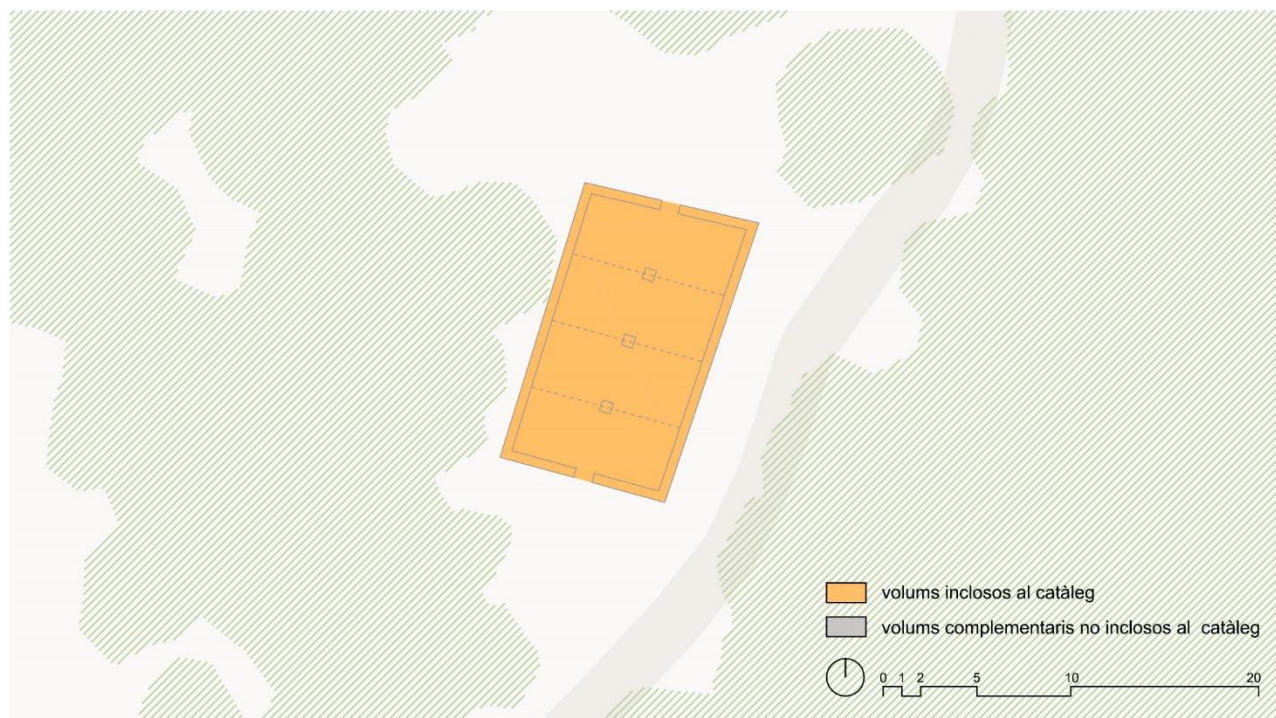 volums inclosos al catàleg
volums complementaris no inclosos al catàleg
0 1 2 5 10 20